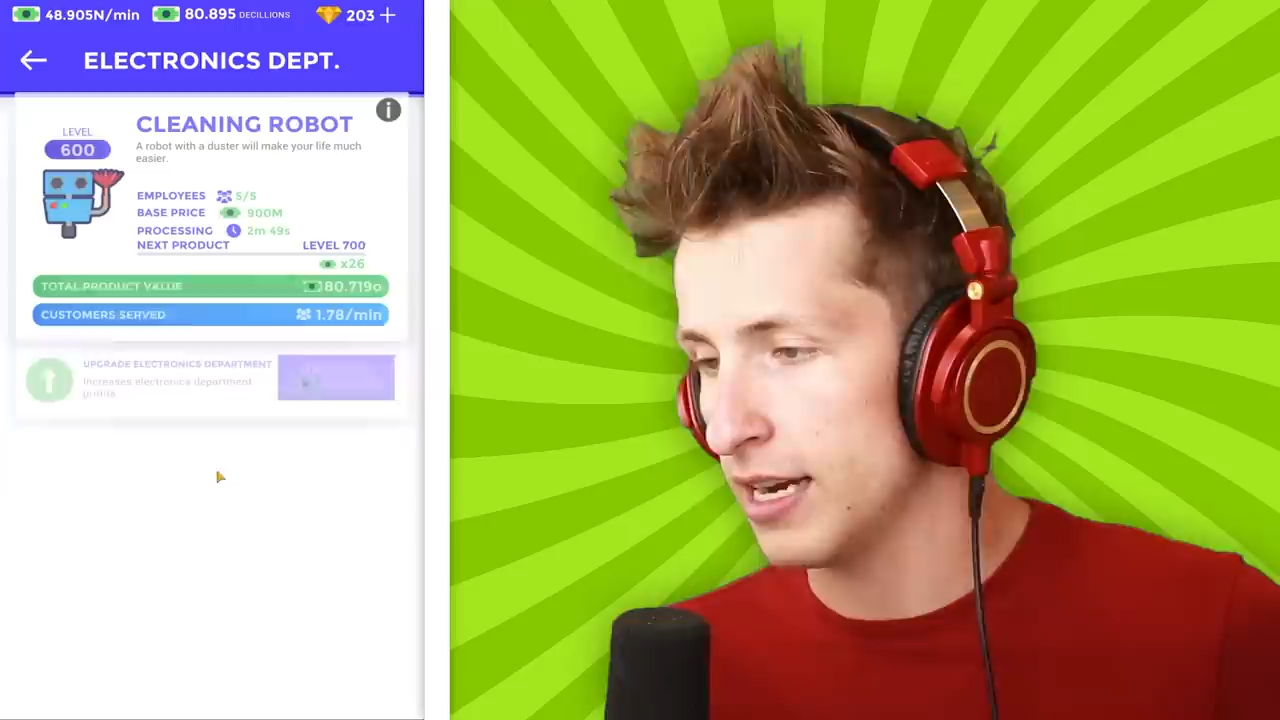 48.905N/min 80.895 DECILLIONS 203
ELECTRONICS DEPT.
CLEANING ROBOT
LEVEL
600
A robot with a duster will make your life much
easier.
EMPLOYEES 5/5
BASE PRICE 900M
PROCESSING 2m 49s
NEXT PRODUCT LEVEL 700
x26
TOTAL PRODUCT VALUE 80.719o
CUSTOMERS SERVED 1.78/min
UPGRADE ELECTRONICS DEPARTMENT
Increases electronics department